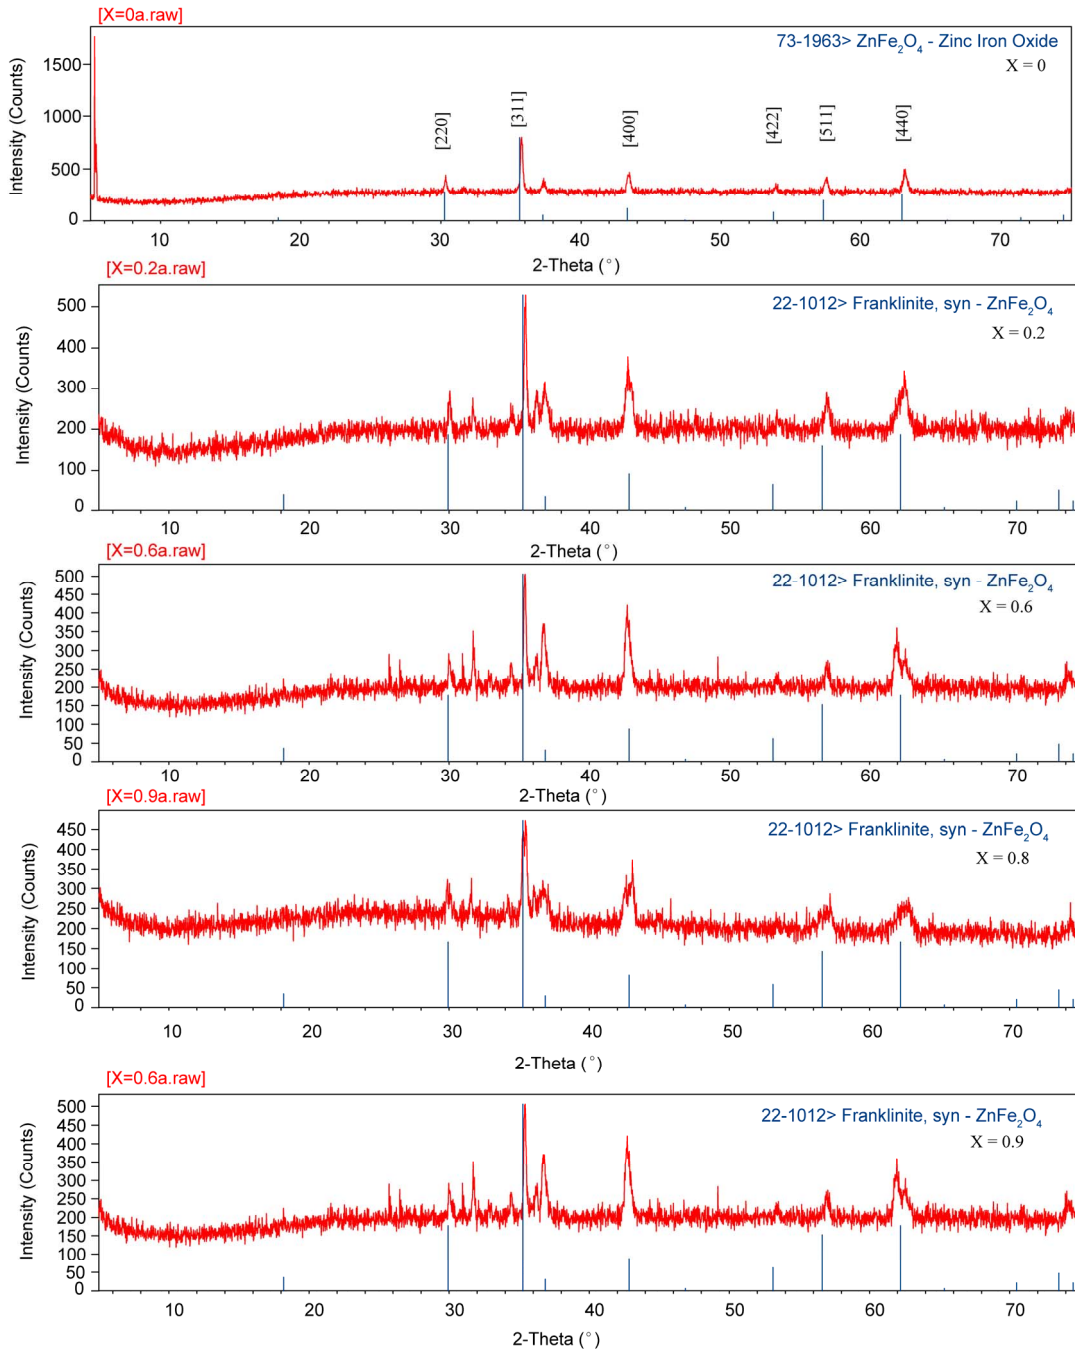 [X=0a.raw]
73-1963> ZnFe2O4 - Zinc Iron Oxide
X = 0
Intensity (Counts)
1500
1000
500
0
[220]
[311]
[400]
[422]
[511]
[440]
10 20 30 40 50 60 70
2-Theta (°)
[X=0.2a.raw]
22-1012> Franklinite, syn - ZnFe2O4
X = 0.2
Intensity (Counts)
500
400
300
200
100
0
10 20 30 40 50 60 70
2-Theta (°)
[X=0.6a.raw]
22-1012> Franklinite, syn - ZnFe2O4
X = 0.6
Intensity (Counts)
500
450
400
350
300
250
200
150
100
50
0
10 20 30 40 50 60 70
2-Theta (°)
[X=0.9a.raw]
22-1012> Franklinite, syn - ZnFe2O4
X = 0.8
Intensity (Counts)
450
400
350
300
250
200
150
100
50
0
10 20 30 40 50 60 70
2-Theta (°)
[X=0.6a.raw]
22-1012> Franklinite, syn - ZnFe2O4
X = 0.9
Intensity (Counts)
500
450
400
350
300
250
200
150
100
50
0
10 20 30 40 50 60 70
2-Theta (°)